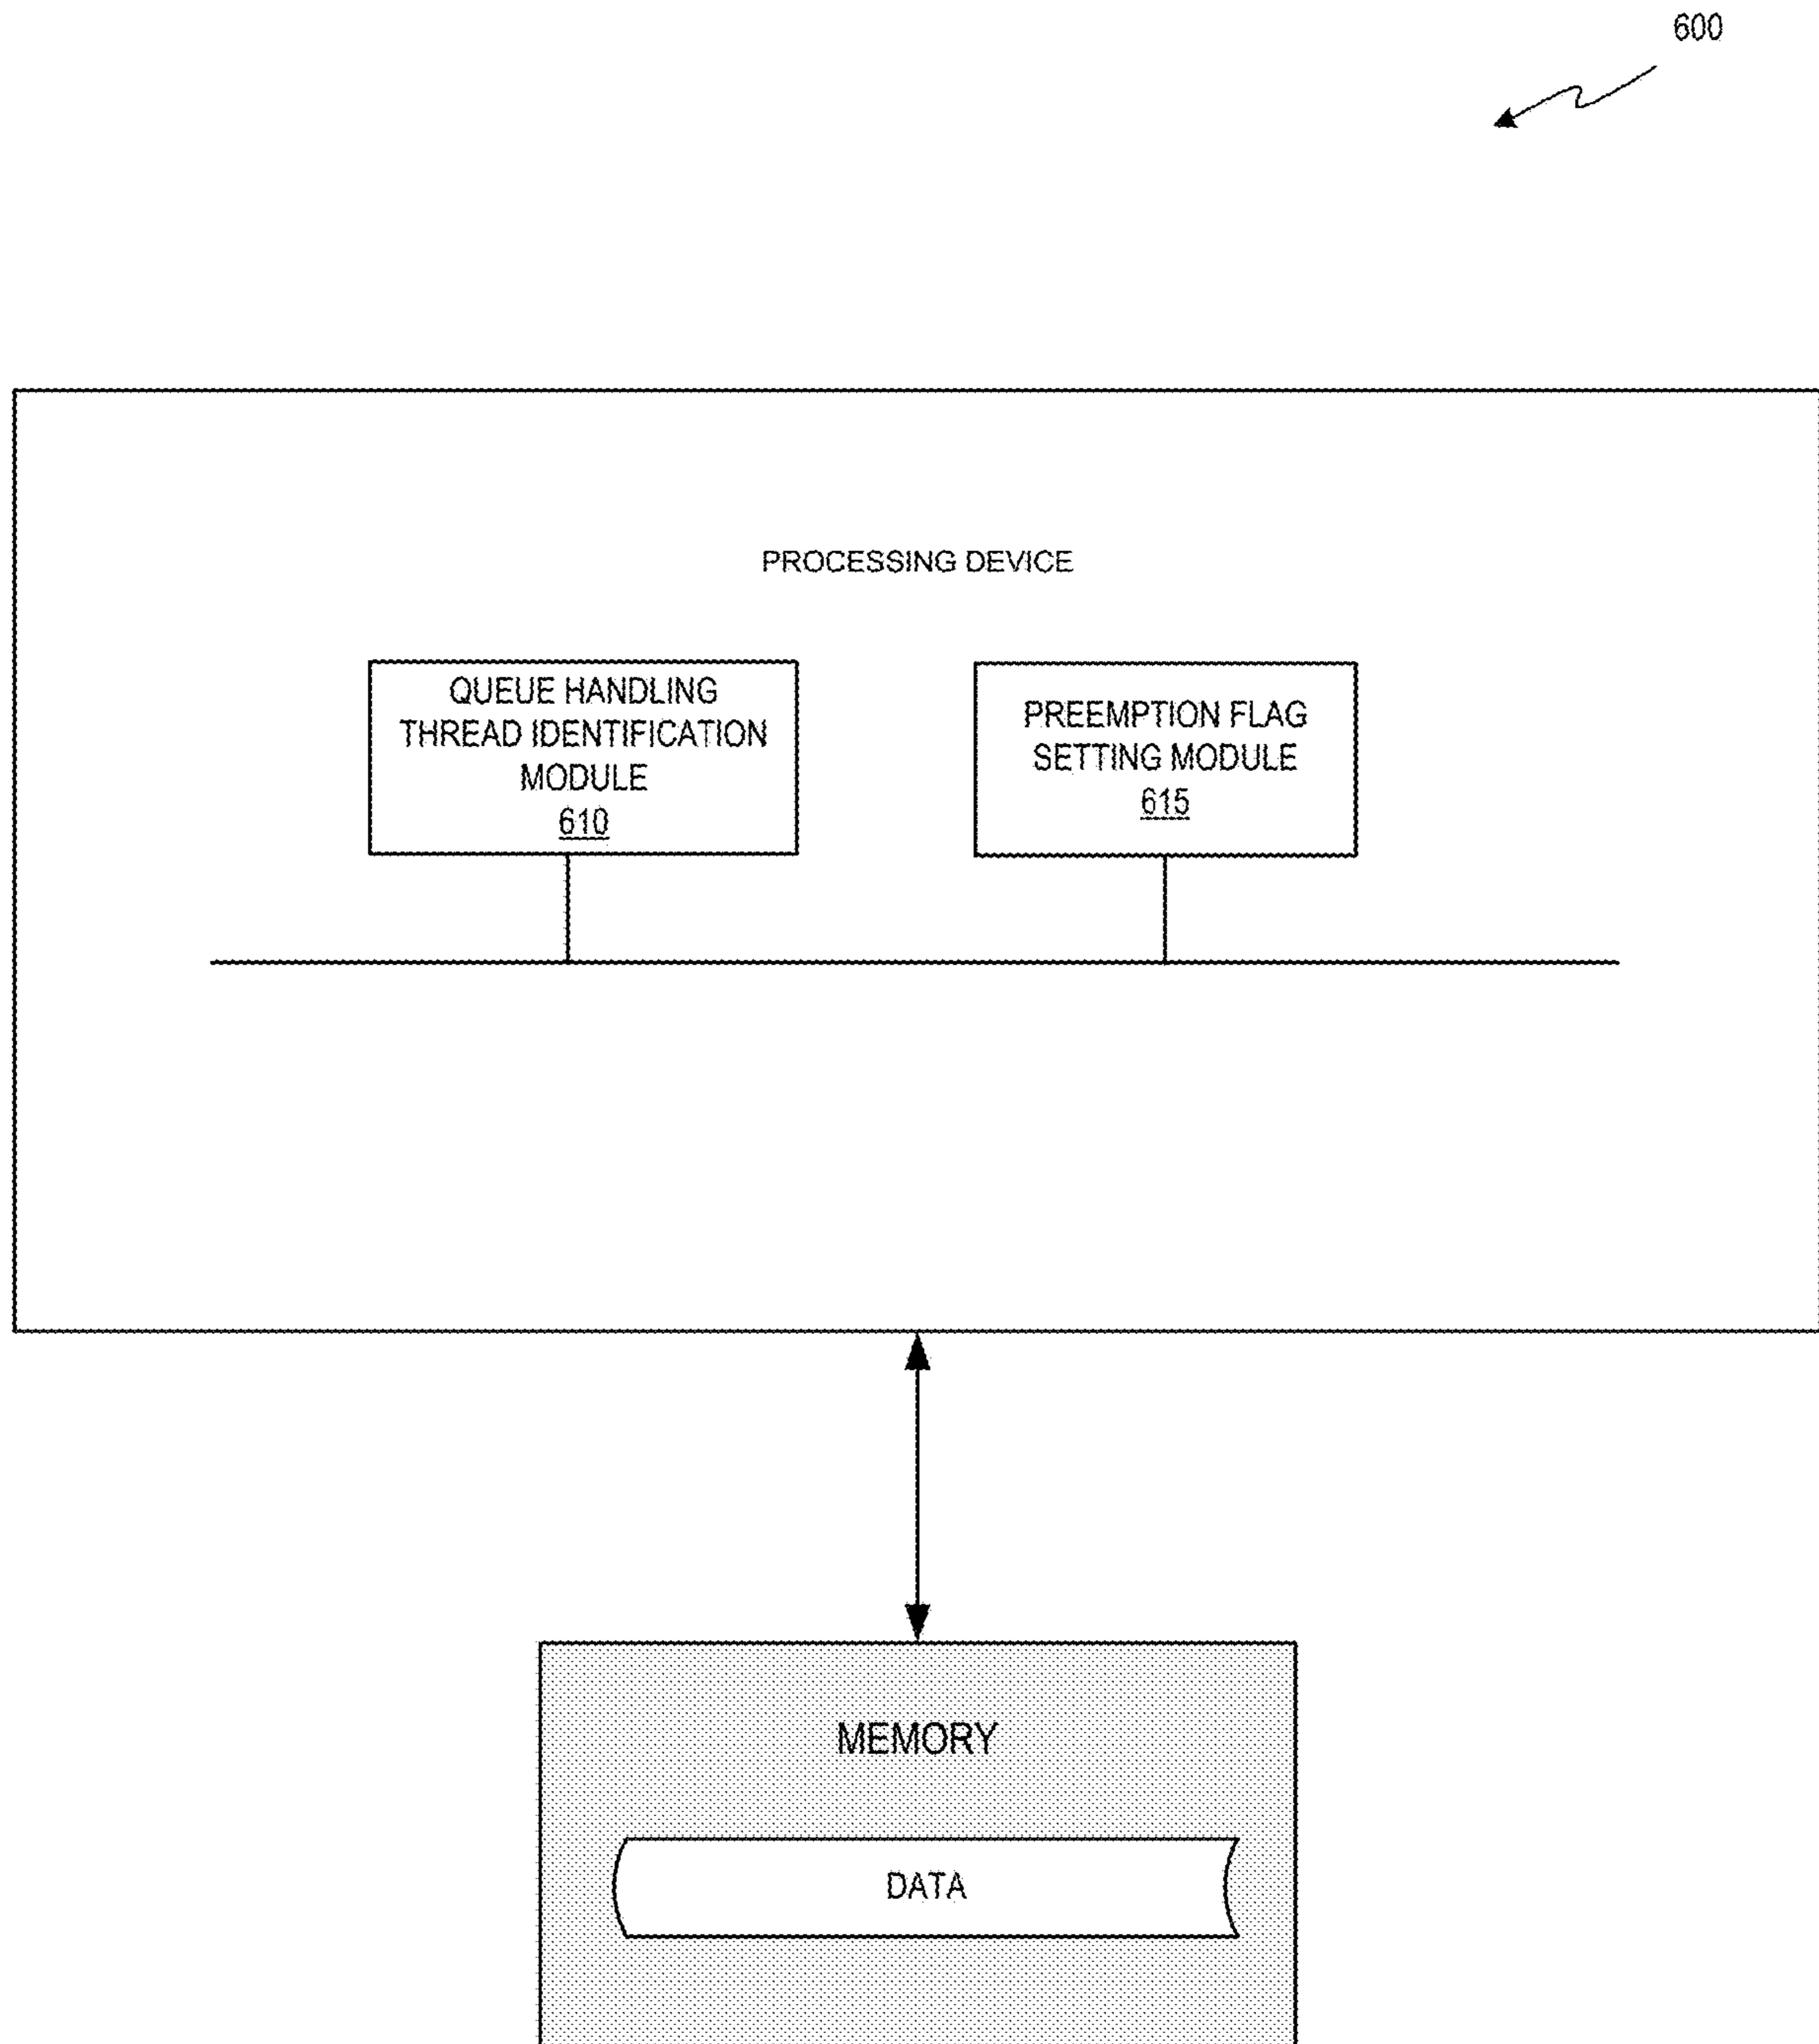 600
PROCESSING DEVICE
QUEUE HANDLING
THREAD IDENTIFICATION
MODULE
610
PREEMPTION FLAG
SETTING MODULE
615
MEMORY
DATA